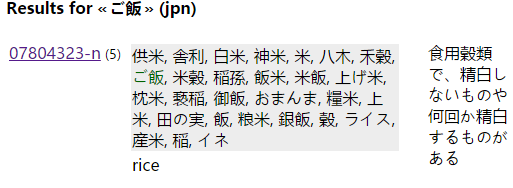 Results for «ご飯» (jpn)
07804323-n (5)
供米, 舎利, 白米, 神米, 米, 八木, 禾穀,
ご飯, 米穀, 稲孫, 飯米, 米飯, 上げ米,
枕米, 褻稲, 御飯, おまんま, 糧米, 上
米, 田の実, 飯, 粮米, 銀飯, 穀, ライス,
産米, 稲, イネ
rice
食用穀類
で、精白し
ないものや
何回か精白
するものが
ある